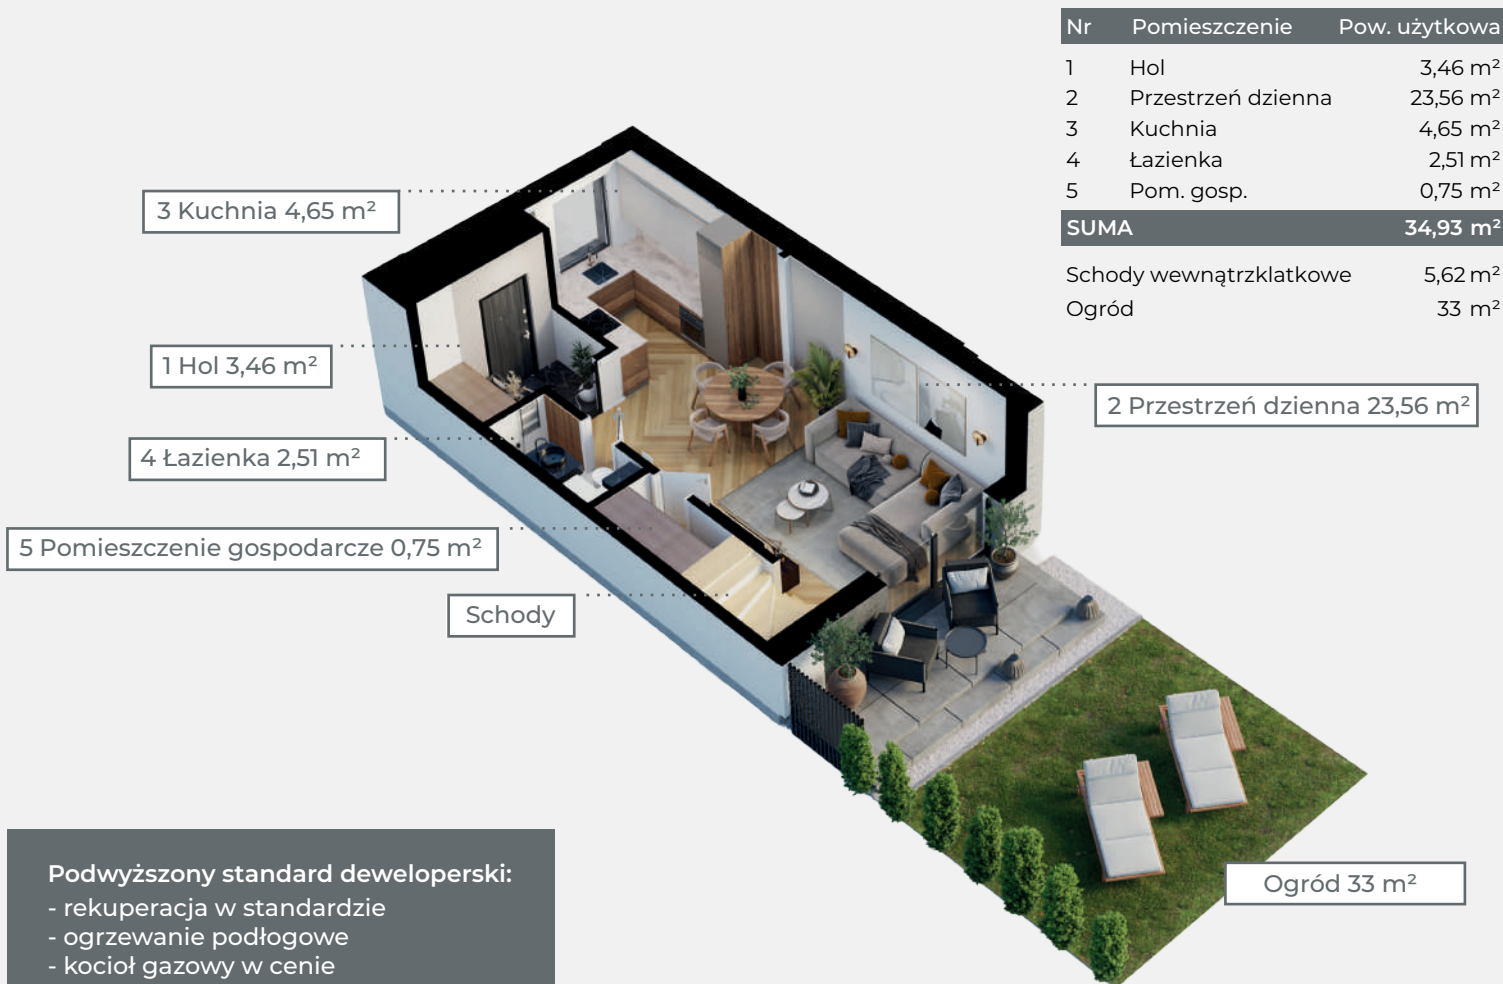 Nr Pomieszczenie Pow. użytkowa
1 Hol 3,46 m²
2 Przestrzeń dzienna 23,56 m²
3 Kuchnia 4,65 m²
4 Łazienka 2,51 m²
5 Pom. gosp. 0,75 m²
SUMA 34,93 m²
Schody wewnątrzklatkowe 5,62 m²
Ogród 33 m²
3 Kuchnia 4,65 m²
1 Hol 3,46 m²
2 Przestrzeń dzienna 23,56 m²
4 Łazienka 2,51 m²
5 Pomieszczenie gospodarcze 0,75 m²
Schody
Ogród 33 m²
Podwyższony standard deweloperski:
- rekuperacja w standardzie
- ogrzewanie podłogowe
- kocioł gazowy w cenie